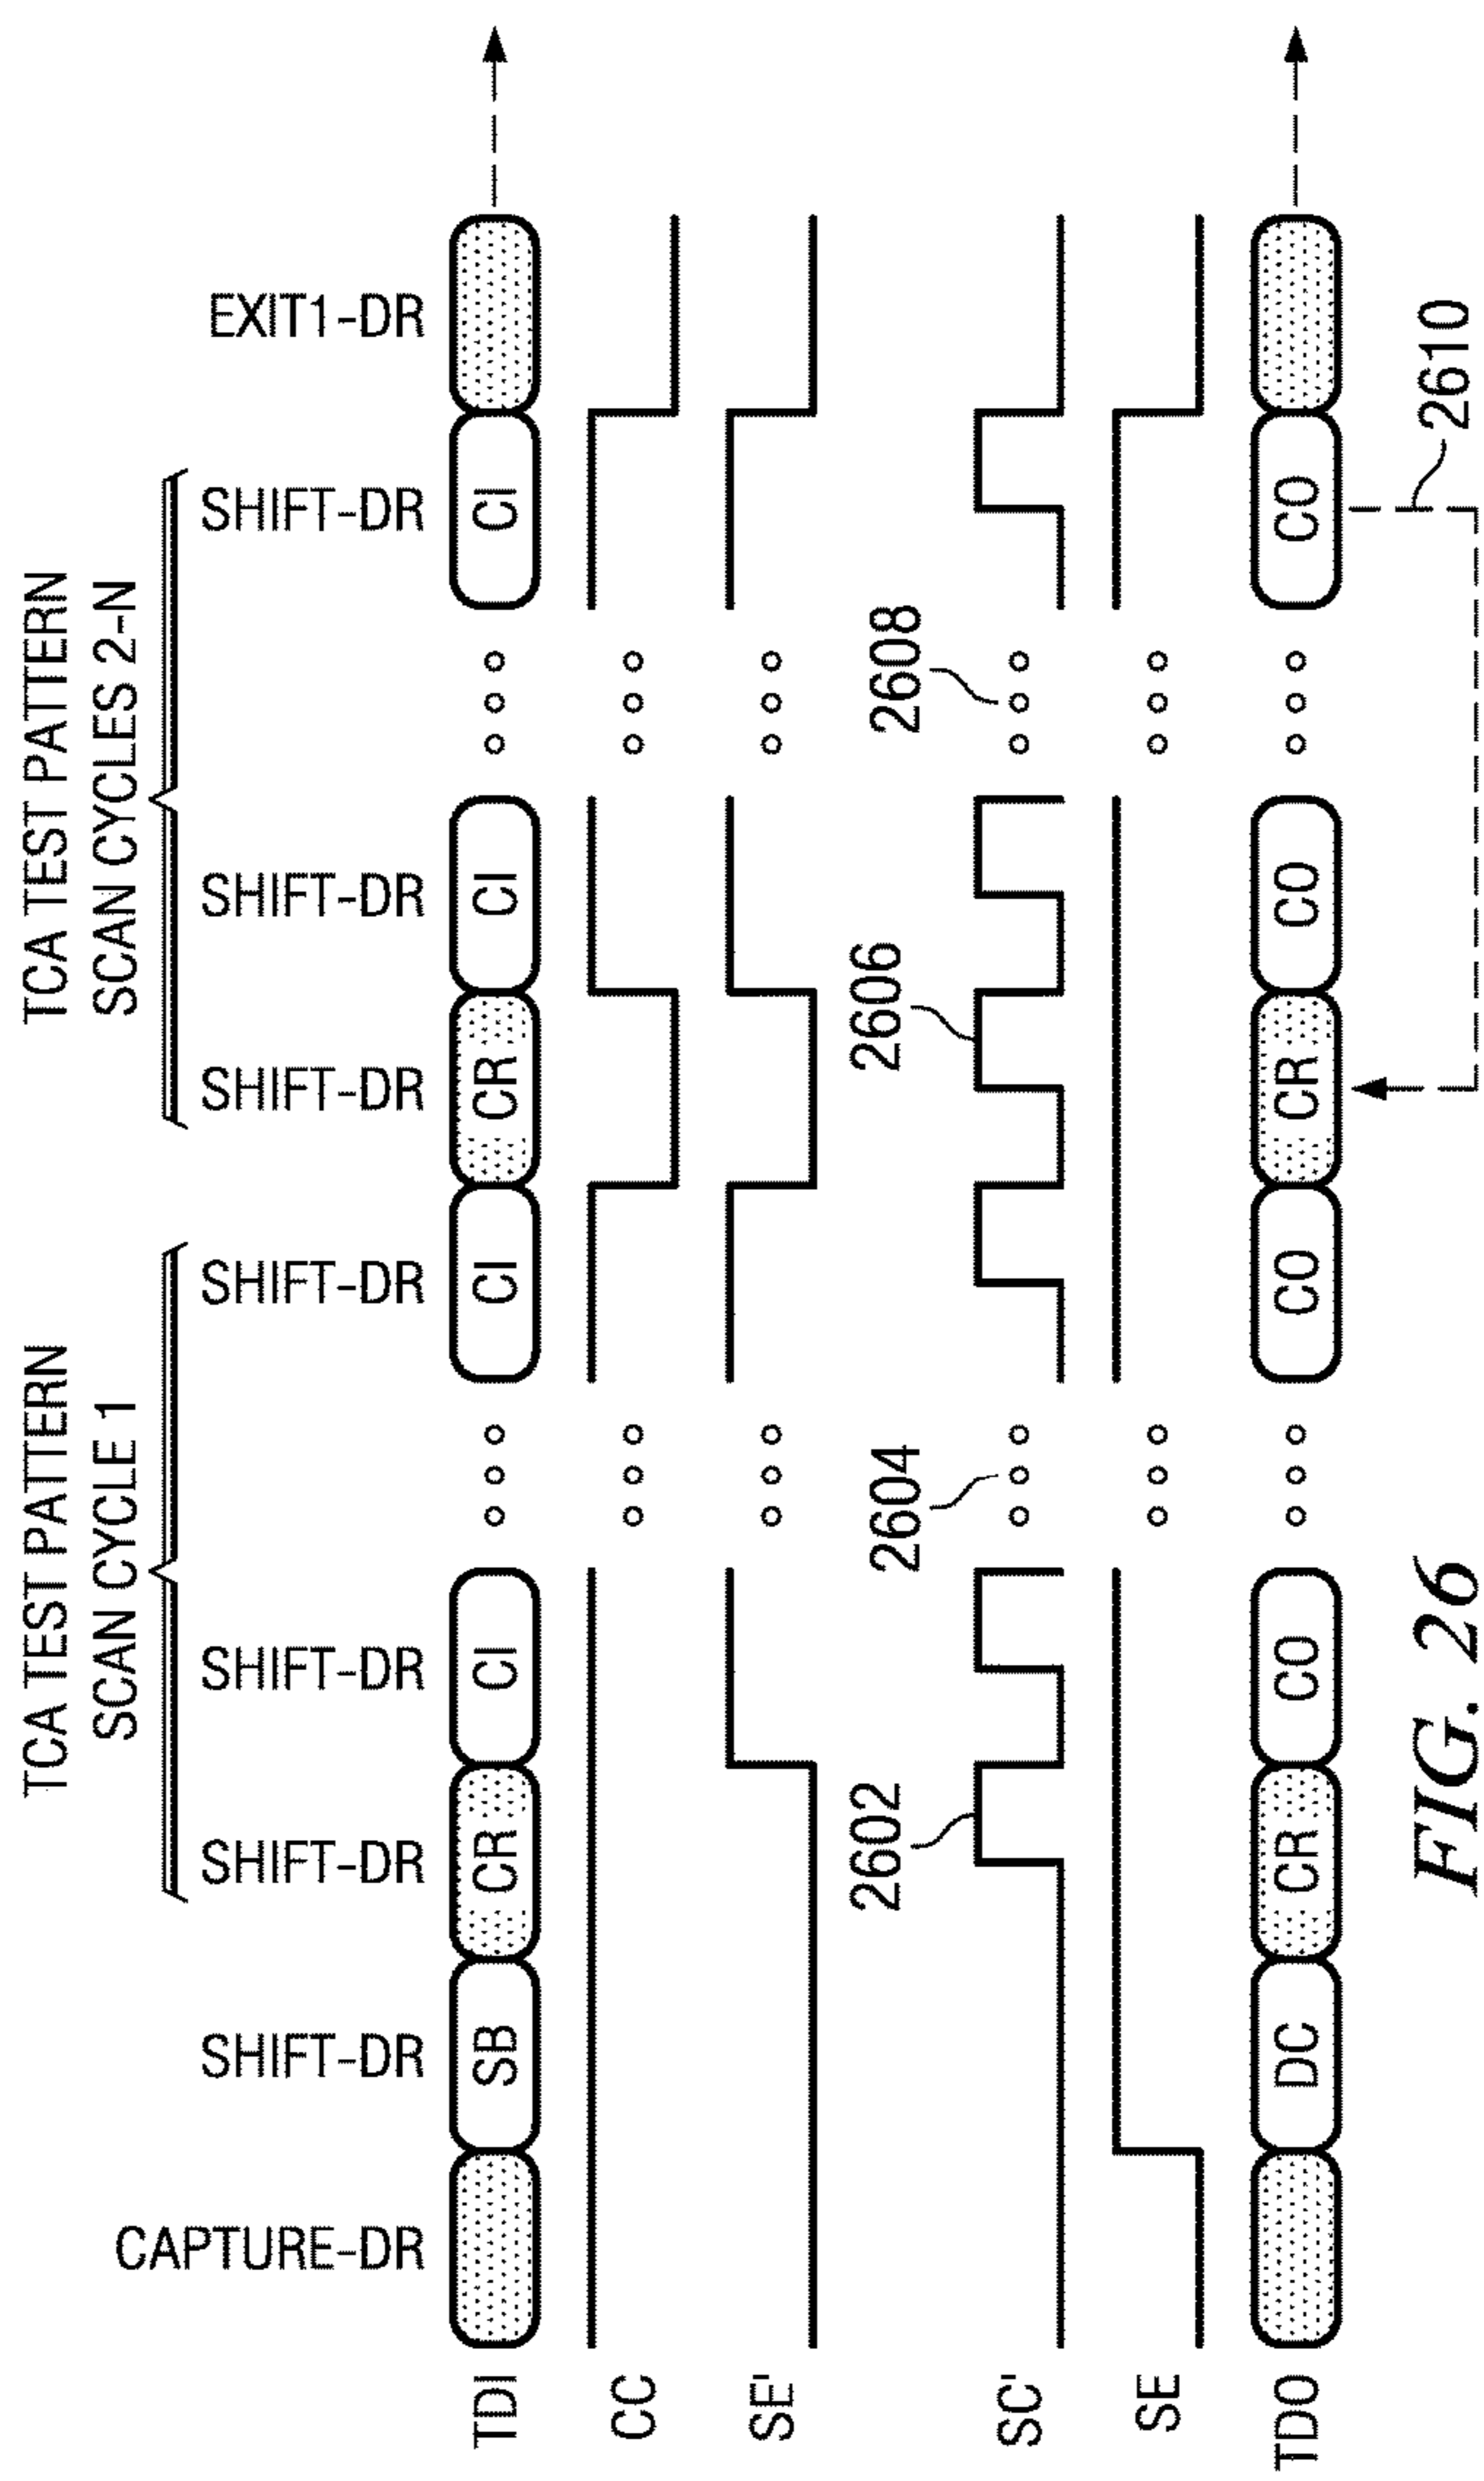 TCA TEST PATTERN
SCAN CYCLE 1
TCA TEST PATTERN
SCAN CYCLES 2-N
CAPTURE-DR
SHIFT-DR
SHIFT-DR
SHIFT-DR
SHIFT-DR
SHIFT-DR
SHIFT-DR
SHIFT-DR
EXIT1-DR
TDI
SB
CR
CI
CI
CR
CI
CI
CC
SE'
2602
2604
2606
2608
SC'
SE
TDO
DC
CR
CO
CO
CR
CO
CO
2610
FIG. 26